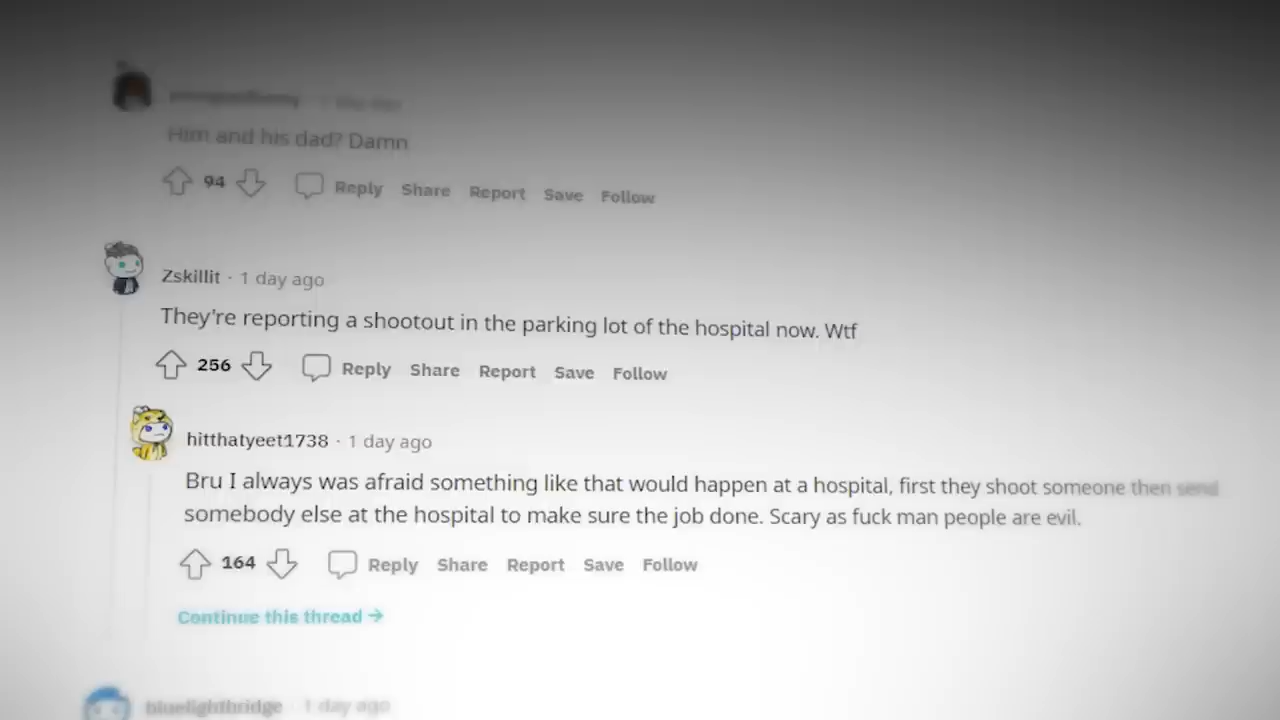 1 day ago
Him and his dad? Damn
94 Reply Share Report Save Follow
Zskillit · 1 day ago
They're reporting a shootout in the parking lot of the hospital now. Wtf
256 Reply Share Report Save Follow
hitthatyeet1738 · 1 day ago
Bru I always was afraid something like that would happen at a hospital, first they shoot someone then send
somebody else at the hospital to make sure the job done. Scary as fuck man people are evil.
164 Reply Share Report Save Follow
Continue this thread →
bluelightbridge · 1 day ago